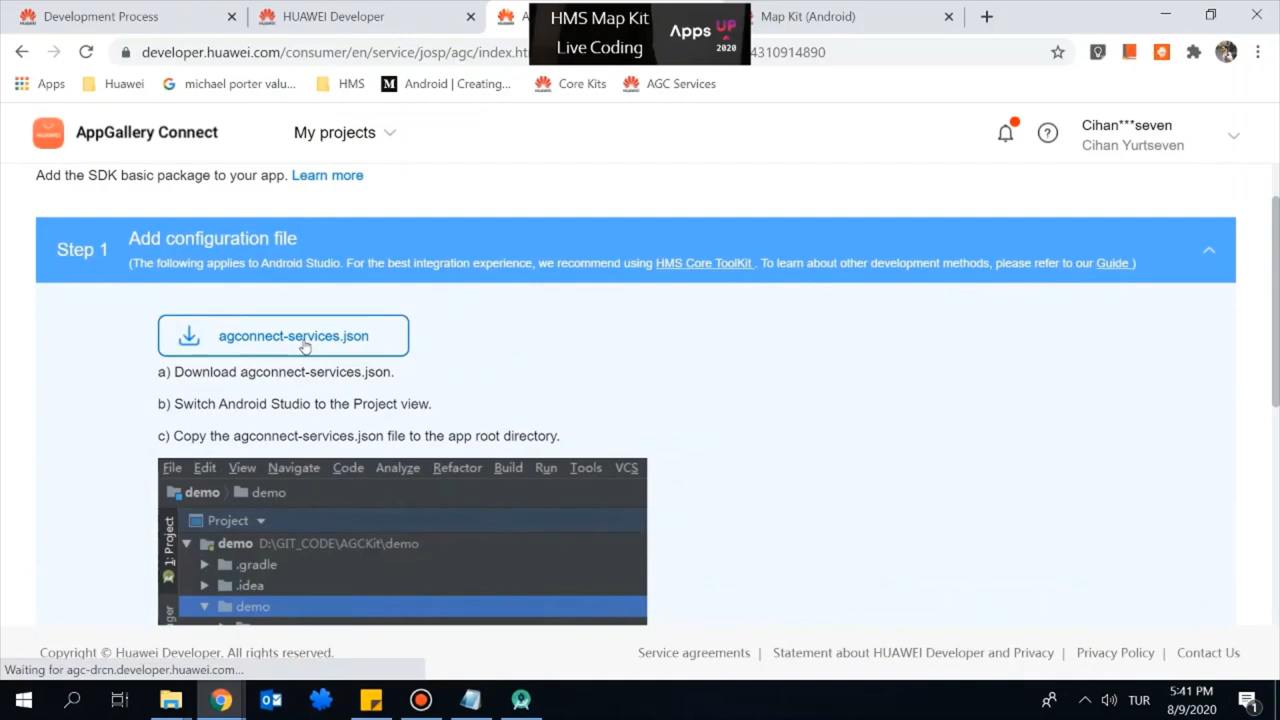 Development Process
HUAWEI Developer
A
Map Kit (Android)
HMS Map Kit
Live Coding
Apps UP
2020
developer.huawei.com/consumer/en/service/josp/agc/index.ht
4310914890
Apps
Huawei
michael porter valu...
HMS
M
Android | Creating...
Core Kits
AGC Services
HUAWEI
AppGallery Connect
My projects
Cihan***seven
Cihan Yurtseven
Add the SDK basic package to your app. Learn more
Step 1
Add configuration file
(The following applies to Android Studio. For the best integration experience, we recommend using HMS Core ToolKit . To learn about other development methods, please refer to our Guide )
agconnect-services.json
a) Download agconnect-services.json.
b) Switch Android Studio to the Project view.
c) Copy the agconnect-services.json file to the app root directory.
File Edit View Navigate Code Analyze Refactor Build Run Tools VCS
demo demo
1: Project
Project
demo D:\GIT_CODE\AGCKit\demo
.gradle
.idea
demo
Copyright © Huawei Developer. All rights reserved.
Service agreements | Statement about HUAWEI Developer and Privacy | Privacy Policy | Contact Us
Waiting for agc-drcn.developer.huawei.com...
TUR
5:41 PM
8/9/2020
1